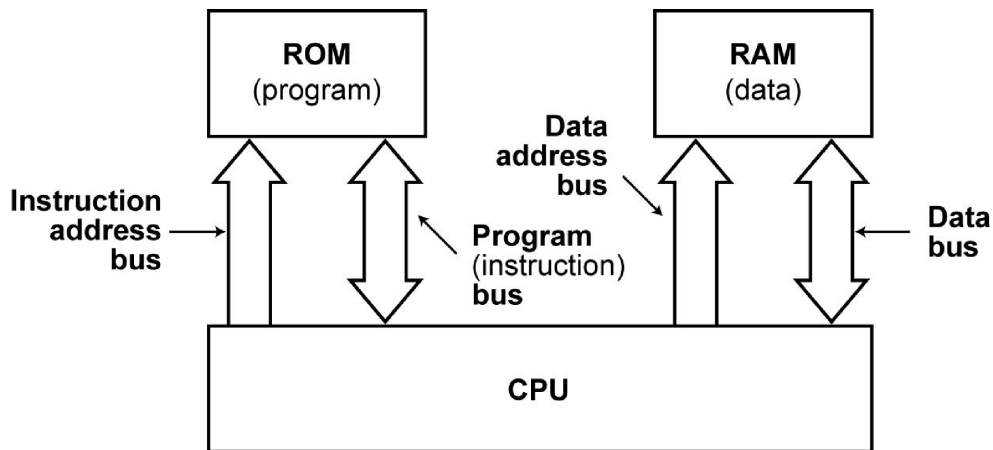 ROM
(program)
RAM
(data)
Data
address
bus
Instruction
address
bus
Program
(instruction)
bus
Data
bus
CPU